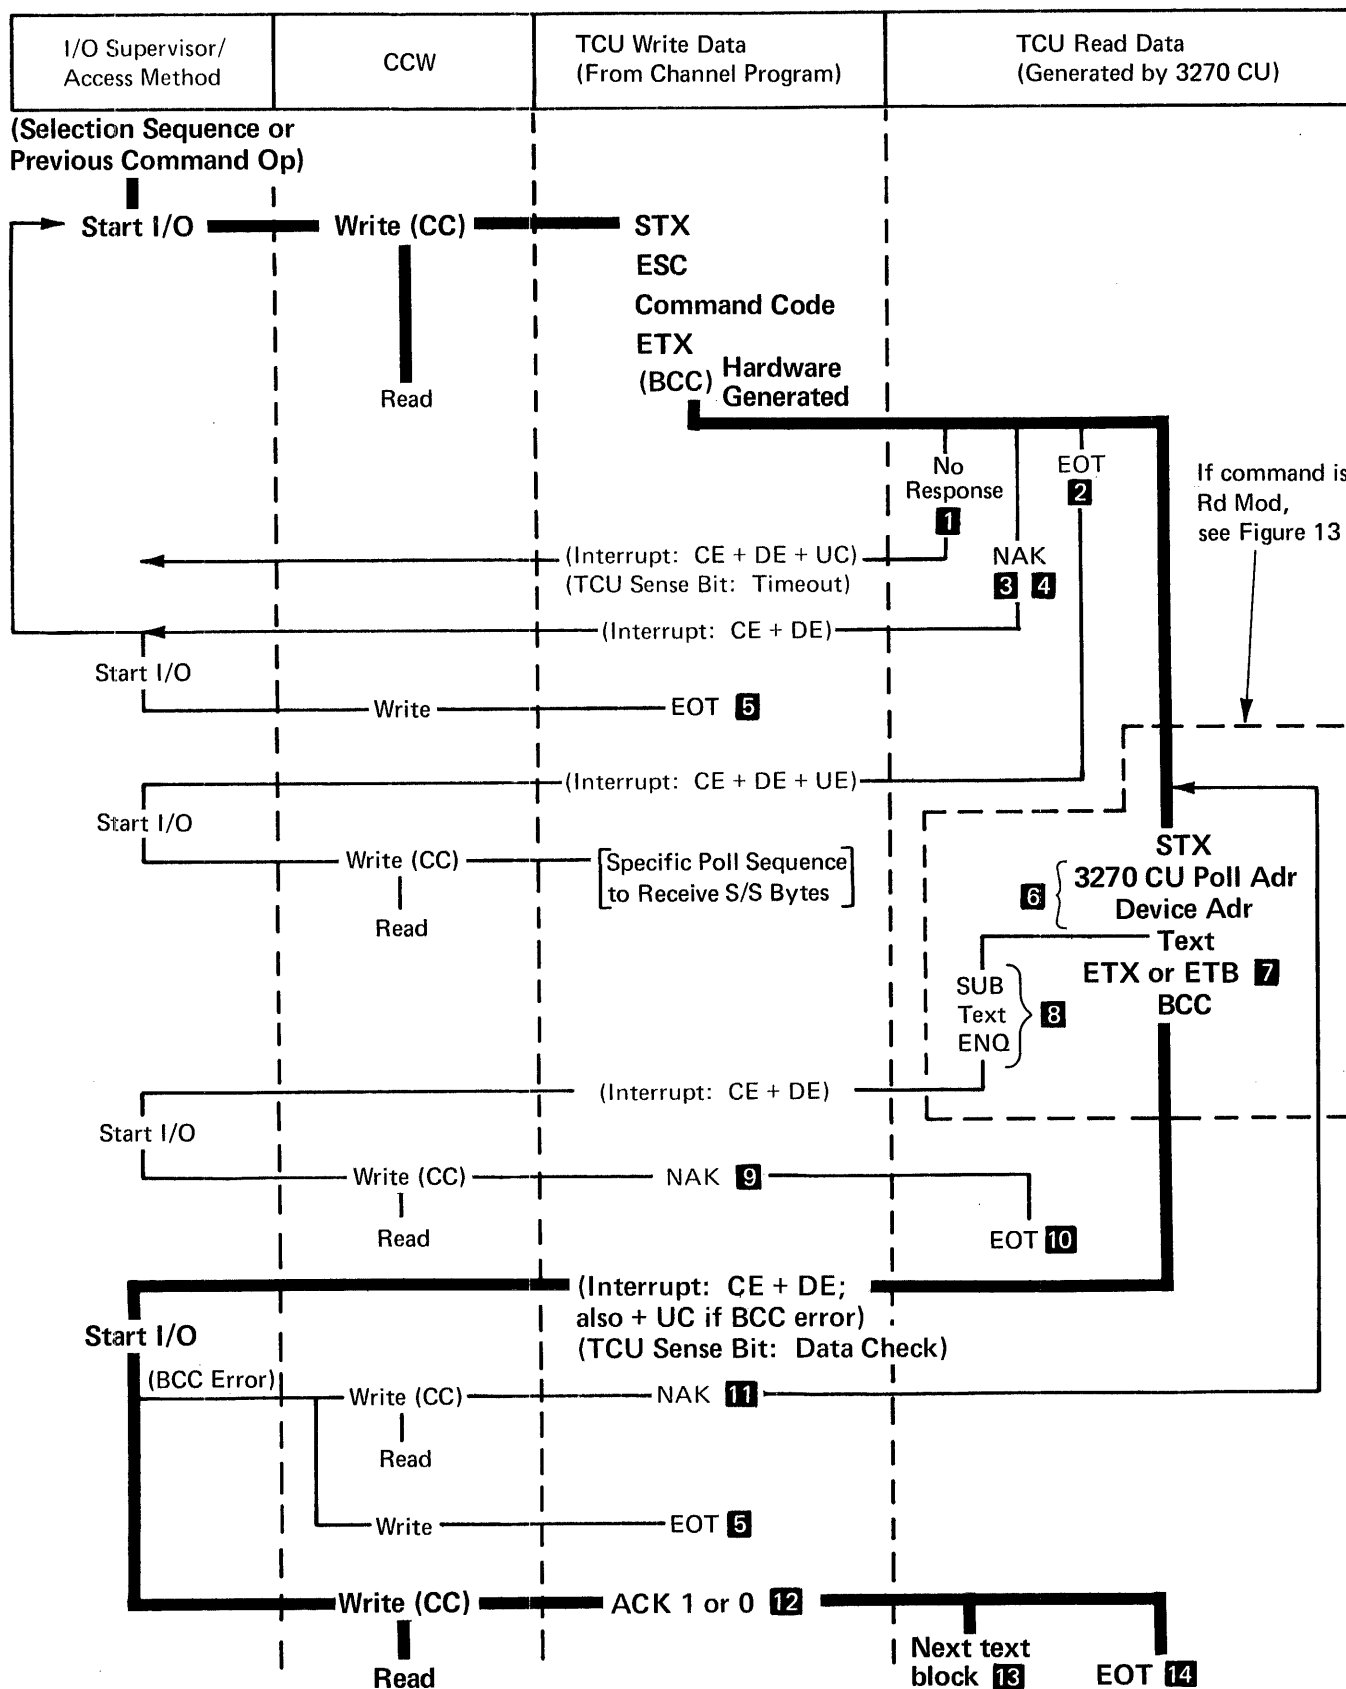 I/O Supervisor/
Access Method
CCW
TCU Write Data
(From Channel Program)
TCU Read Data
(Generated by 3270 CU)
(Selection Sequence or
Previous Command Op)
Start I/O
Write (CC)
STX
ESC
Command Code
ETX
(BCC)
Hardware
Generated
Read
No
Response
1
EOT
2
NAK
3 4
If command is
Rd Mod,
see Figure 13
(Interrupt: CE + DE + UC)
(TCU Sense Bit: Timeout)
(Interrupt: CE + DE)
Start I/O
Write
EOT 5
(Interrupt: CE + DE + UE)
Start I/O
Write (CC)
Specific Poll Sequence
to Receive S/S Bytes
Read
STX
6
3270 CU Poll Adr
Device Adr
Text
ETX or ETB 7
BCC
SUB
Text
ENQ
8
(Interrupt: CE + DE)
Start I/O
Write (CC)
NAK 9
Read
EOT 10
(Interrupt: CE + DE;
also + UC if BCC error)
(TCU Sense Bit: Data Check)
Start I/O
(BCC Error)
Write (CC)
NAK 11
Read
Write
EOT 5
Write (CC)
ACK 1 or 0 12
Read
Next text
block 13
EOT 14